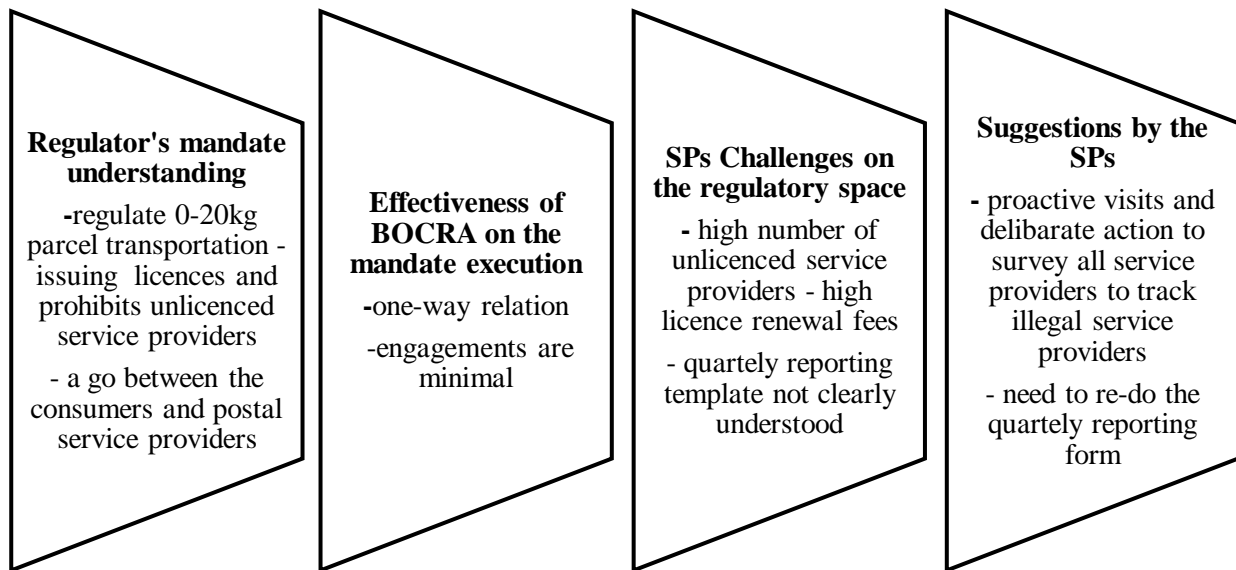 Regulator's mandate
understanding
-regulate 0-20kg
parcel transportation -
issuing licences and
prohibits unlicenced
service providers
- a go between the
consumers and postal
service providers
Effectiveness of
BOCRA on the
mandate execution
-one-way relation
-engagements are
minimal
SPs Challenges on
the regulatory space
- high number of
unlicenced service
providers - high
licence renewal fees
- quartely reporting
template not clearly
understood
Suggestions by the
SPs
- proactive visits and
delibarate action to
survey all service
providers to track
illegal service
providers
- need to re-do the
quartely reporting
form